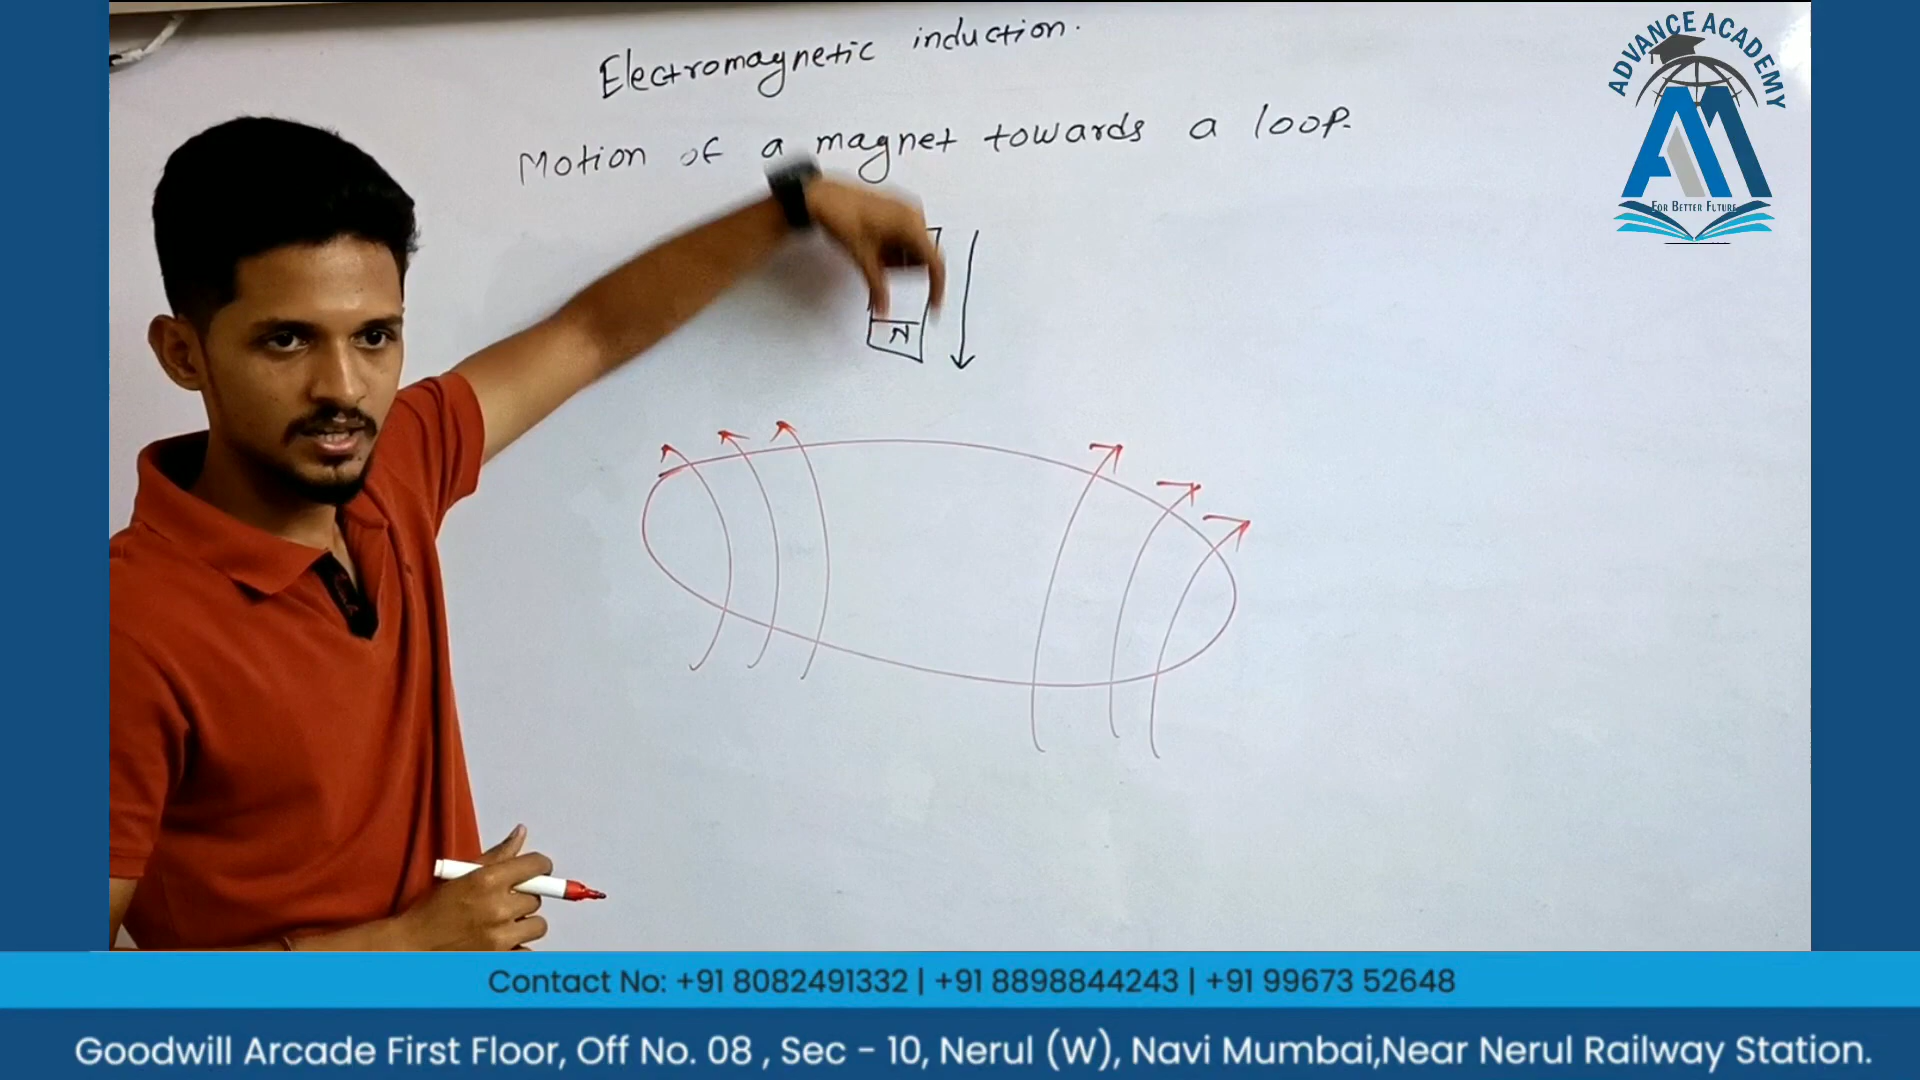 Electromagnetic induction.
Motion of a magnet towards a loop.
N
ADVANCE ACADEMY
FOR BETTER FUTURE
Contact No: +91 8082491332 | +91 8898844243 | +91 99673 52648
Goodwill Arcade First Floor, Off No. 08 , Sec - 10, Nerul (W), Navi Mumbai,Near Nerul Railway Station.